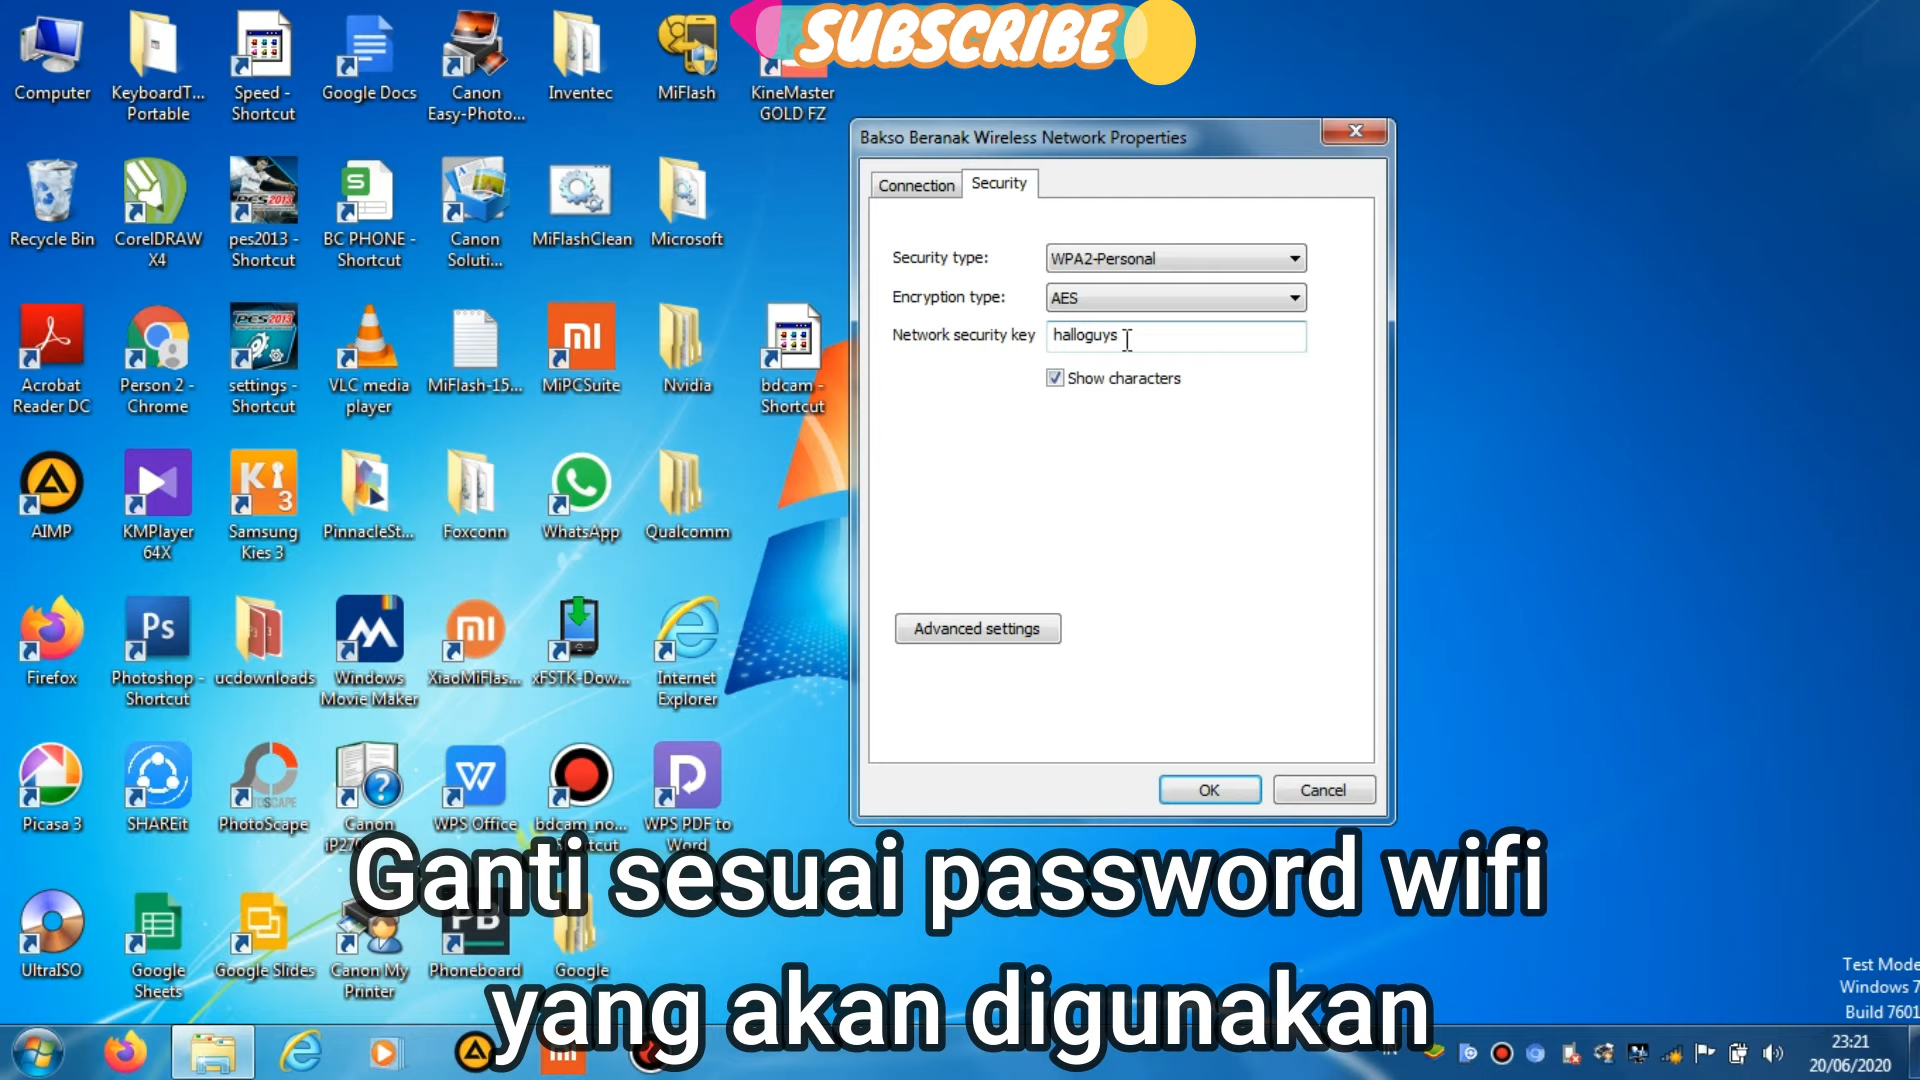 SUBSCRIBE
Computer
KeyboardT...
Portable
Speed -
Shortcut
Google Docs
Canon
Easy-Photo...
Inventec
MiFlash
KineMaster
GOLD FZ
Recycle Bin
CorelDRAW
X4
pes2013 -
Shortcut
BC PHONE -
Shortcut
Canon
Soluti...
MiFlashClean
Microsoft
Acrobat
Reader DC
Person 2 -
Chrome
settings -
Shortcut
VLC media
player
MiFlash-15...
MiPCSuite
Nvidia
bdcam -
Shortcut
AIMP
KMPlayer
64X
Samsung
Kies 3
PinnacleSt...
Foxconn
WhatsApp
Qualcomm
Firefox
Photoshop -
Shortcut
ucdownloads
Windows
Movie Maker
XiaoMiFlas...
xFSTK-Dow...
Internet
Explorer
Picasa 3
SHAREit
PhotoScape
Canon
WPS Office
bdcam_no...
WPS PDF to
Word
UltraISO
Google
Sheets
Google Slides
Canon My
Printer
Phoneboard
Google
Bakso Beranak Wireless Network Properties
Connection
Security
Security type:
WPA2-Personal
Encryption type:
AES
Network security key
halloguys
Show characters
Advanced settings
OK
Cancel
Ganti sesuai password wifi
yang akan digunakan
Test Mode
Windows 7
Build 7601
23:21
20/06/2020